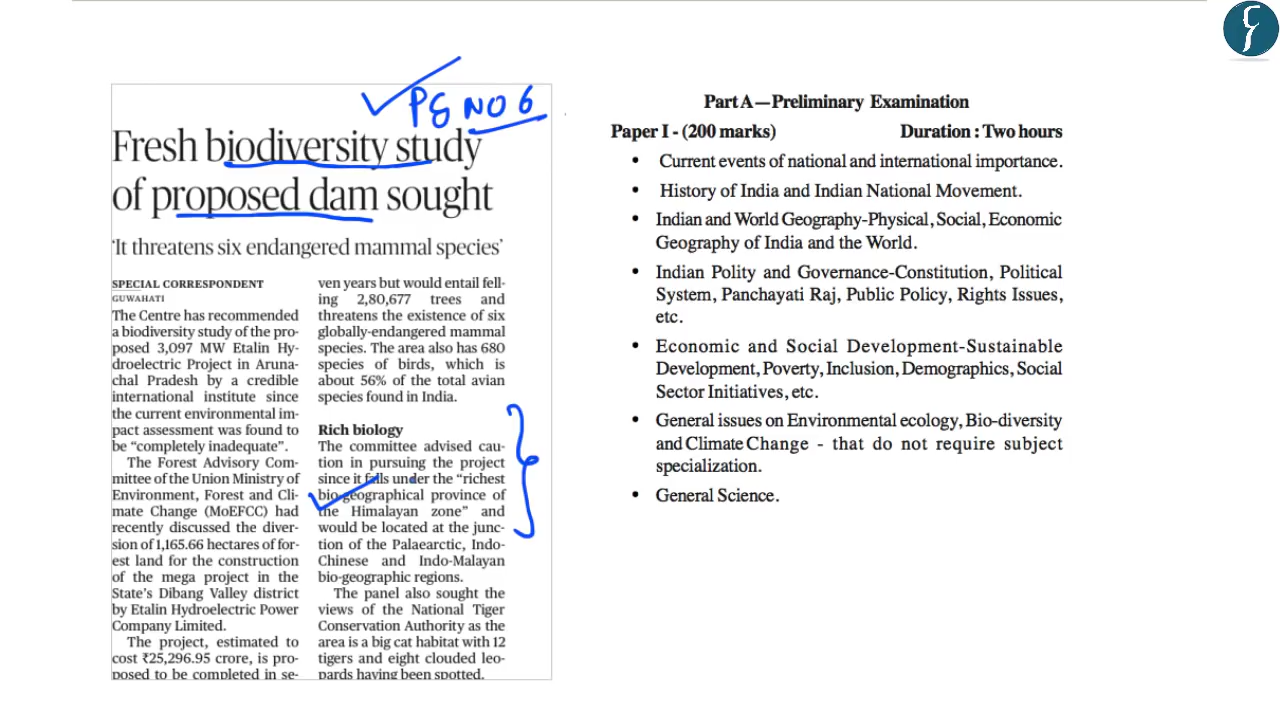 PG NO 6
Fresh biodiversity study
of proposed dam sought
‘It threatens six endangered mammal species’
SPECIAL CORRESPONDENT
GUWAHATI
The Centre has recommended
a biodiversity study of the pro-
posed 3,097 MW Etalin Hy-
droelectric Project in Aruna-
chal Pradesh by a credible
international institute since
the current environmental im-
pact assessment was found to
be “completely inadequate”.
The Forest Advisory Com-
mittee of the Union Ministry of
Environment, Forest and Cli-
mate Change (MoEFCC) had
recently discussed the diver-
sion of 1,165.66 hectares of for-
est land for the construction
of the mega project in the
State’s Dibang Valley district
by Etalin Hydroelectric Power
Company Limited.
The project, estimated to
cost ₹25,296.95 crore, is pro-
posed to be completed in se-
ven years but would entail fell-
ing 2,80,677 trees and
threatens the existence of six
globally-endangered mammal
species. The area also has 680
species of birds, which is
about 56% of the total avian
species found in India.
Rich biology
The committee advised cau-
tion in pursuing the project
since it falls under the “richest
bio-geographical province of
the Himalayan zone” and
would be located at the junc-
tion of the Palaearctic, Indo-
Chinese and Indo-Malayan
bio-geographic regions.
The panel also sought the
views of the National Tiger
Conservation Authority as the
area is a big cat habitat with 12
tigers and eight clouded leo-
pards having been spotted.
Part A—Preliminary Examination
Paper I - (200 marks) Duration : Two hours
• Current events of national and international importance.
• History of India and Indian National Movement.
• Indian and World Geography-Physical, Social, Economic
Geography of India and the World.
• Indian Polity and Governance-Constitution, Political
System, Panchayati Raj, Public Policy, Rights Issues,
etc.
• Economic and Social Development-Sustainable
Development, Poverty, Inclusion, Demographics, Social
Sector Initiatives, etc.
• General issues on Environmental ecology, Bio-diversity
and Climate Change - that do not require subject
specialization.
• General Science.